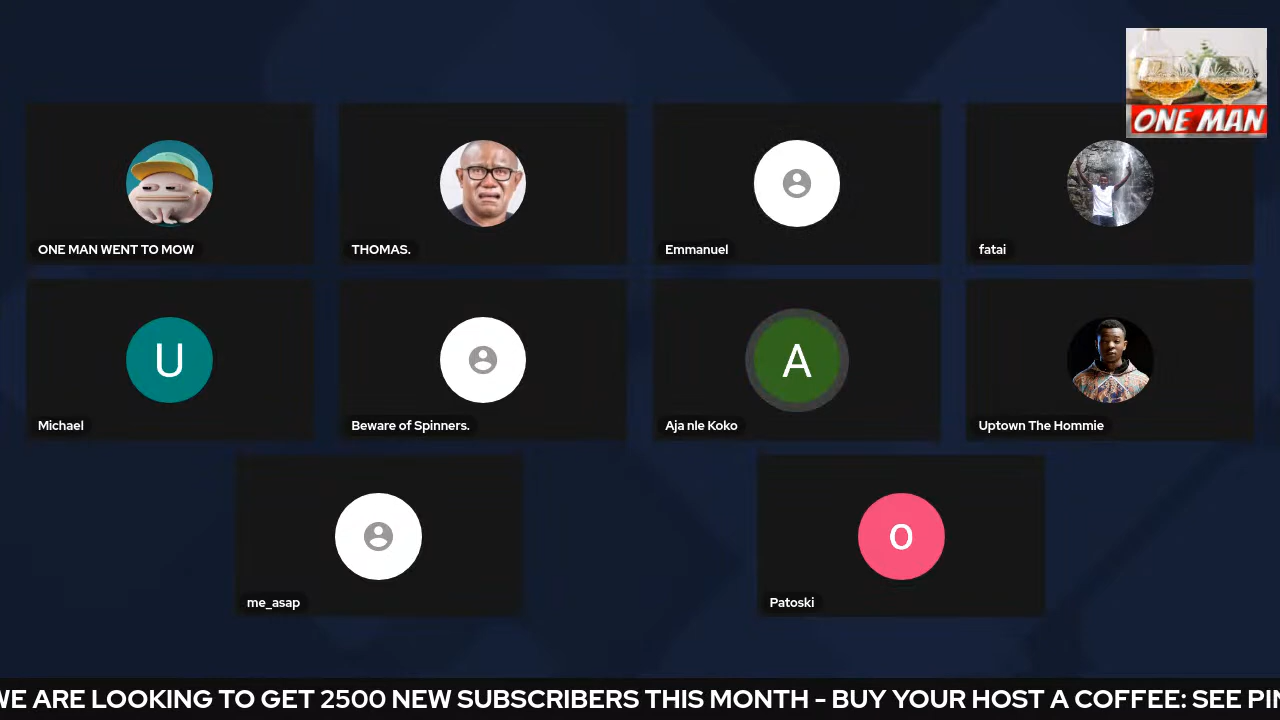 ONE MAN
ONE MAN WENT TO MOW
THOMAS.
Emmanuel
fatai
U
Michael
Beware of Spinners.
A
Aja nle Koko
Uptown The Hommie
me_asap
O
Patoski
WE ARE LOOKING TO GET 2500 NEW SUBSCRIBERS THIS MONTH - BUY YOUR HOST A COFFEE: SEE PIN